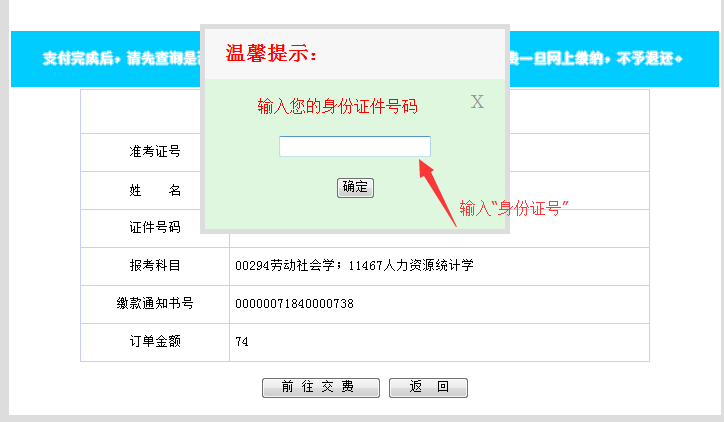 温馨提示：
支付完成后，请先查询是
费一旦网上缴纳，不予退还。
输入您的身份证件号码
X
确定
输入“身份证号”
准考证号
姓 名
证件号码
报考科目 00294劳动社会学；11467人力资源统计学
缴款通知书号 00000071840000738
订单金额 74
前 往 交 费 返 回